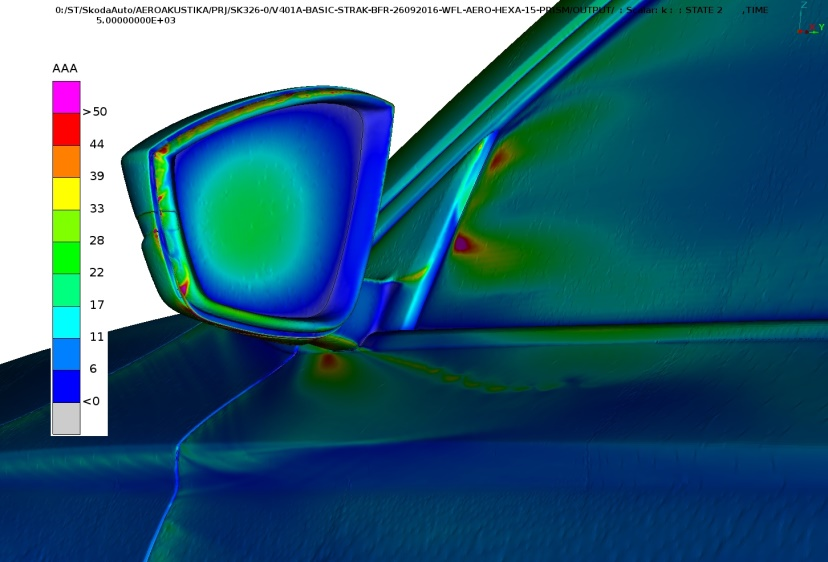 0:/ST/SkodaAuto/AEROAKUSTIKA/PRJ/SK326-0/V401A-BASIC-STRAK-BFR-26092016-WFL-AERO-HEXA-15-PRISM/OUTPUT/ : Scalar: k : : STATE 2 ,TIME
5.00000000E+03
Z
X Y
AAA
>50
44
39
33
28
22
17
11
6
<0